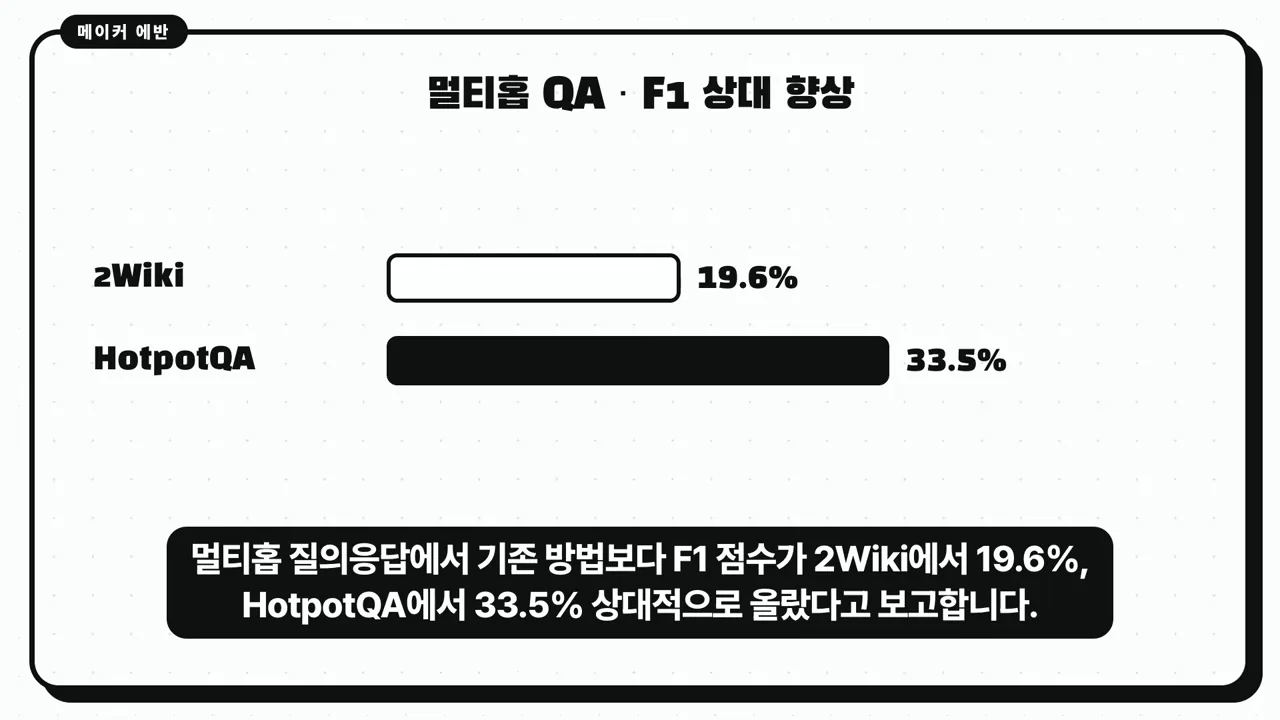 메이커 에반
멀티홉 QA · F1 상대 향상
2Wiki 19.6%
HotpotQA 33.5%
멀티홉 질의응답에서 기존 방법보다 F1 점수가 2Wiki에서 19.6%,
HotpotQA에서 33.5% 상대적으로 올랐다고 보고합니다.